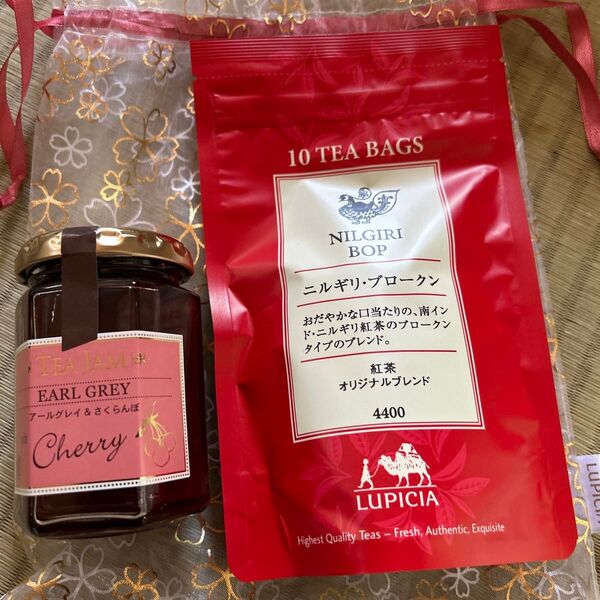 10 TEA BAGS
NILGIRI
BOP
ニルギリ・ブロークン
おだやかな口当たりの、南イン
ド・ニルギリ紅茶のブロークン
タイプのブレンド。
紅茶
オリジナルブレンド
4400
LUPICIA
Highest Quality Teas – Fresh, Authentic, Exquisite
TEA JAM
EARL GREY
アールグレイ&さくらんぼ
Cherry
LUPICIA